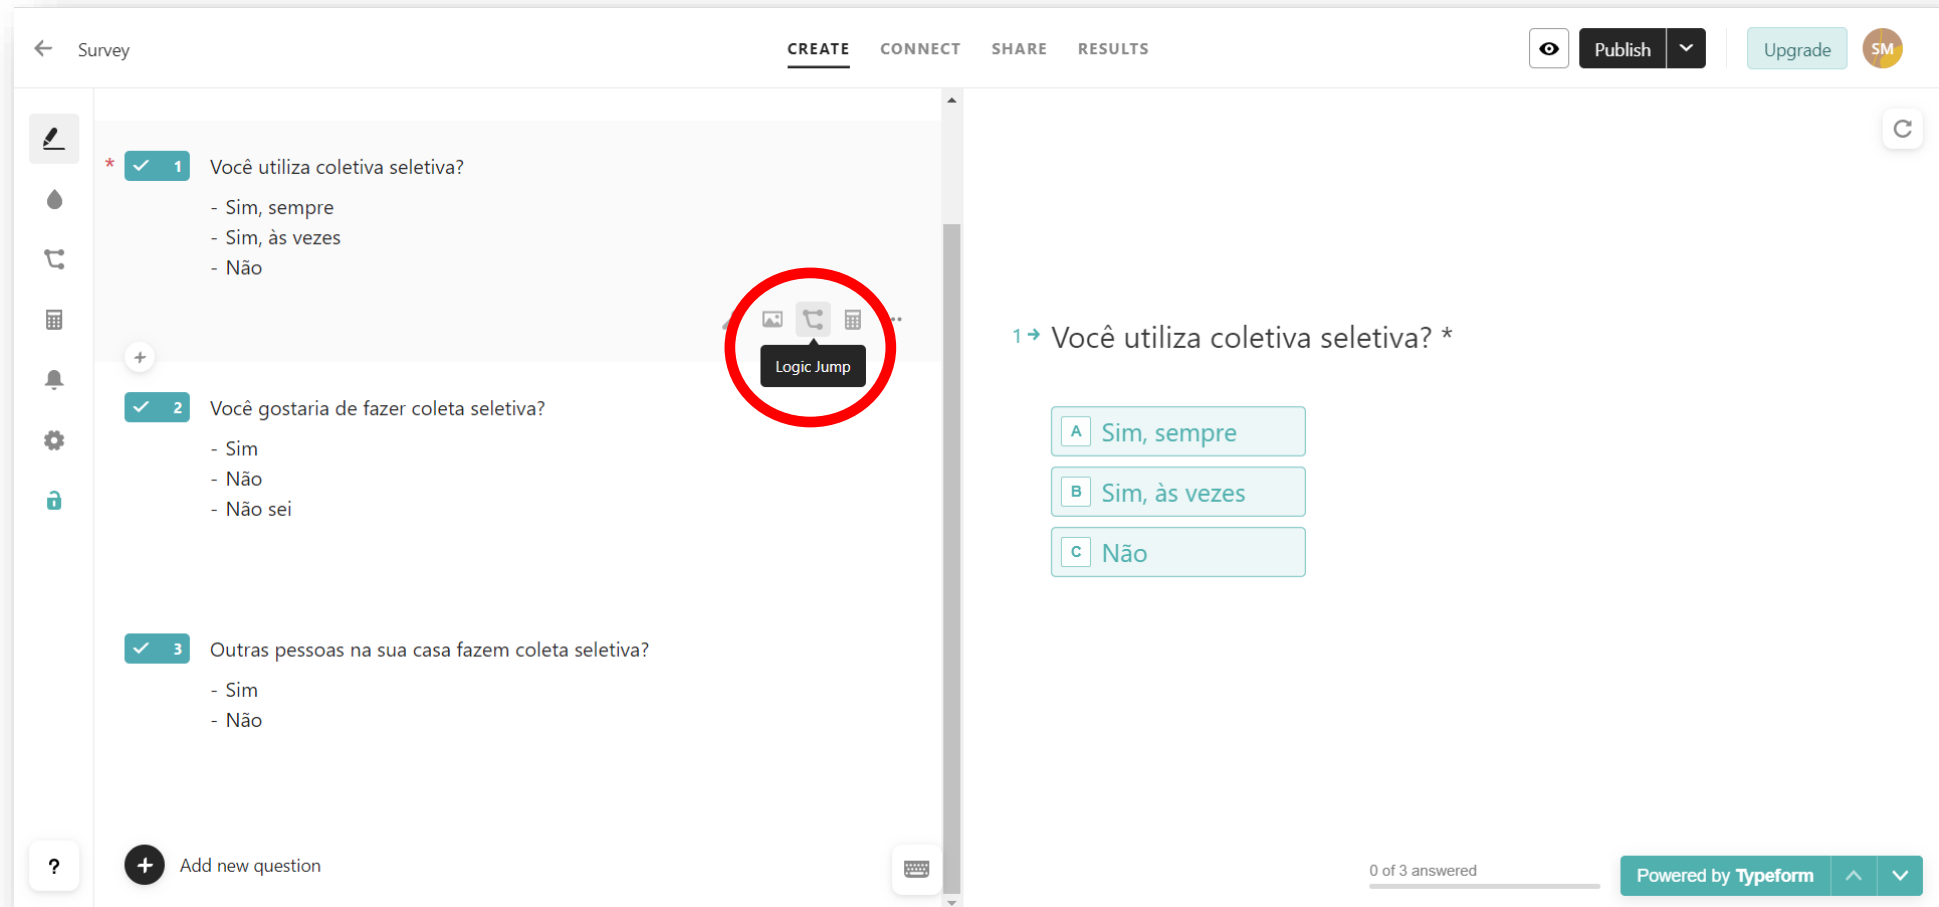 Survey
CREATE CONNECT SHARE RESULTS
Publish
Upgrade
SM
* 1 Você utiliza coletiva seletiva?
- Sim, sempre
- Sim, às vezes
- Não
Logic Jump
2 Você gostaria de fazer coleta seletiva?
- Sim
- Não
- Não sei
3 Outras pessoas na sua casa fazem coleta seletiva?
- Sim
- Não
? + Add new question
1 → Você utiliza coletiva seletiva? *
A Sim, sempre
B Sim, às vezes
C Não
0 of 3 answered
Powered by Typeform